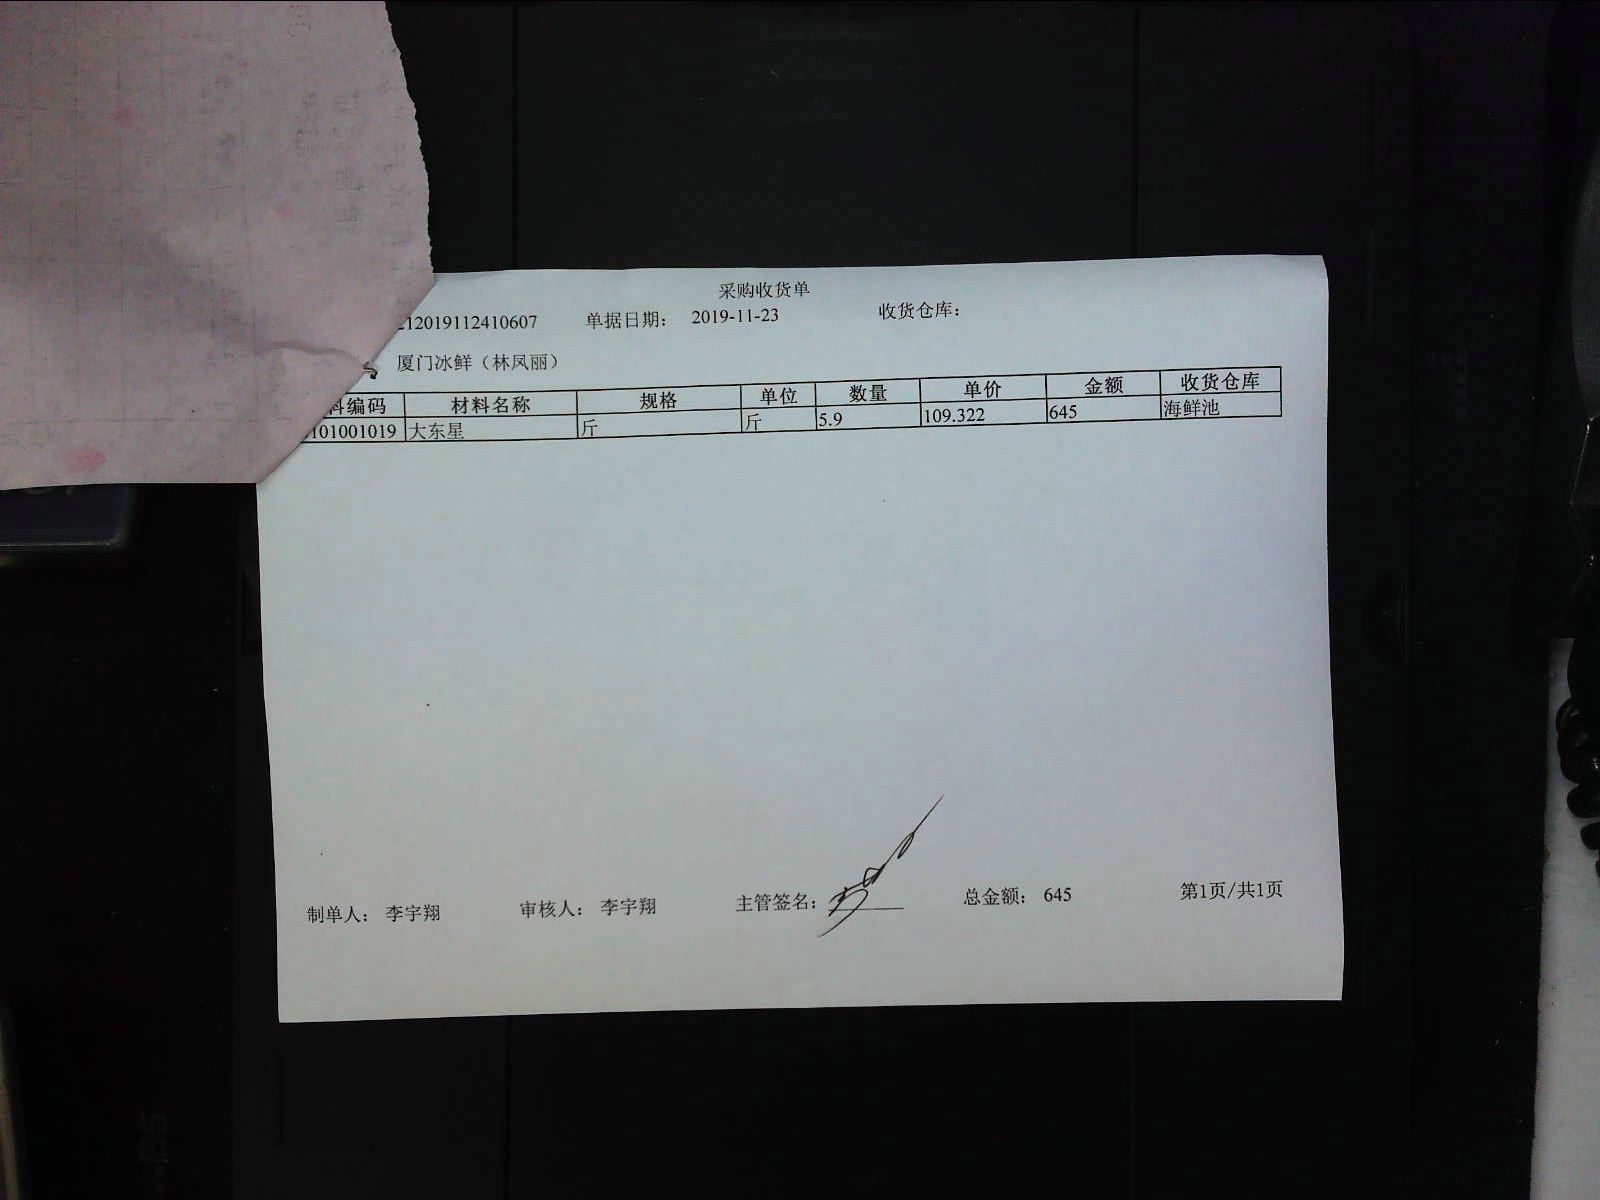 采购收货单
12019112410607 单据日期: 2019-11-23 收货仓库:
厦门冰鲜（林凤丽）
料编码 材料名称 规格 单位 数量 单价 金额 收货仓库
101001019 大东星 斤 斤 5.9 109.322 645 海鲜池
制单人: 李宇翔 审核人: 李宇翔 主管签名: 总金额: 645 第1页/共1页